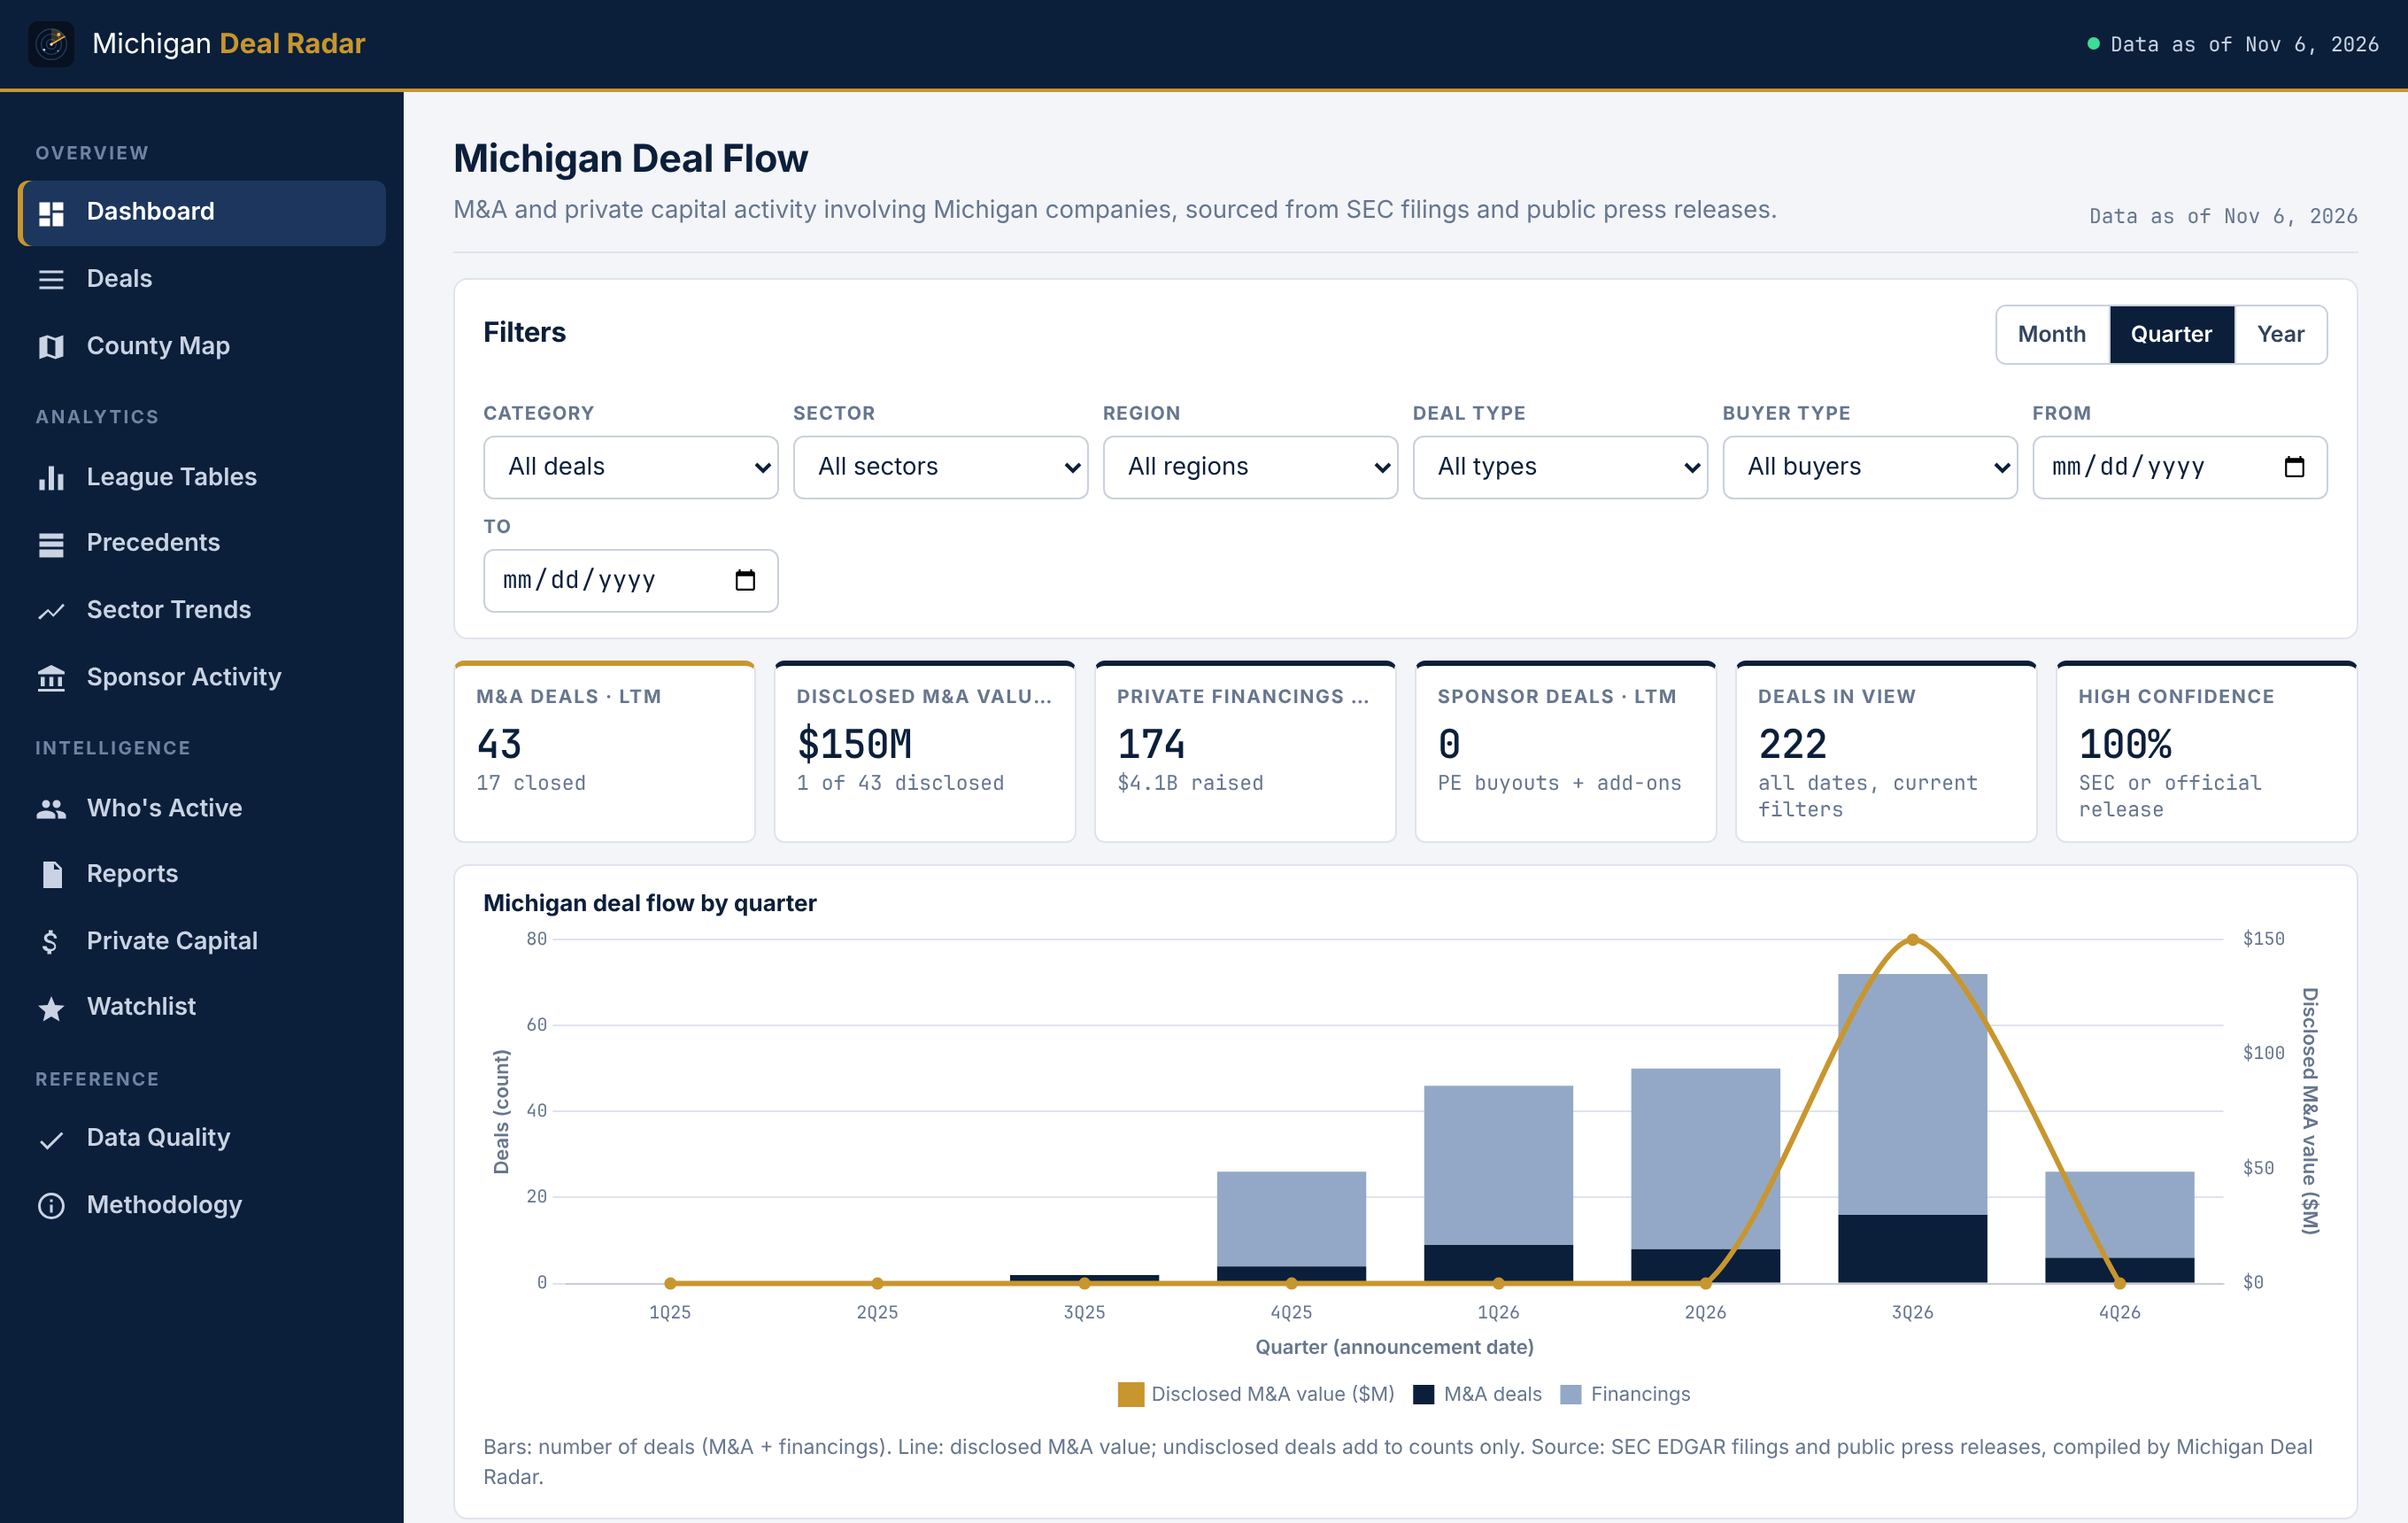 Michigan Deal Radar
Data as of Nov 6, 2026
OVERVIEW
Dashboard
Deals
County Map
ANALYTICS
League Tables
Precedents
Sector Trends
Sponsor Activity
INTELLIGENCE
Who's Active
Reports
Private Capital
Watchlist
REFERENCE
Data Quality
Methodology
Michigan Deal Flow
M&A and private capital activity involving Michigan companies, sourced from SEC filings and public press releases.
Data as of Nov 6, 2026
Filters
Month Quarter Year
CATEGORY SECTOR REGION DEAL TYPE BUYER TYPE FROM
All deals All sectors All regions All types All buyers mm/dd/yyyy
TO
mm/dd/yyyy
M&A DEALS · LTM
43
17 closed
DISCLOSED M&A VALU...
$150M
1 of 43 disclosed
PRIVATE FINANCINGS ...
174
$4.1B raised
SPONSOR DEALS · LTM
0
PE buyouts + add-ons
DEALS IN VIEW
222
all dates, current
filters
HIGH CONFIDENCE
100%
SEC or official
release
Michigan deal flow by quarter
Deals (count)
80
60
40
20
0
$150
$100
$50
$0
Disclosed M&A value ($M)
1Q25 2Q25 3Q25 4Q25 1Q26 2Q26 3Q26 4Q26
Quarter (announcement date)
Disclosed M&A value ($M) M&A deals Financings
Bars: number of deals (M&A + financings). Line: disclosed M&A value; undisclosed deals add to counts only. Source: SEC EDGAR filings and public press releases, compiled by Michigan Deal
Radar.